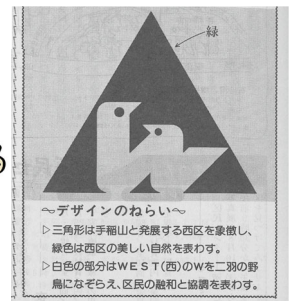 緑
～デザインのねらい～
▷三角形は手稲山と発展する西区を象徴し、
緑色は西区の美しい自然を表わす。
▷白色の部分はWEST(西)のWを二羽の野
鳥になぞらえ、区民の融和と協調を表わす。